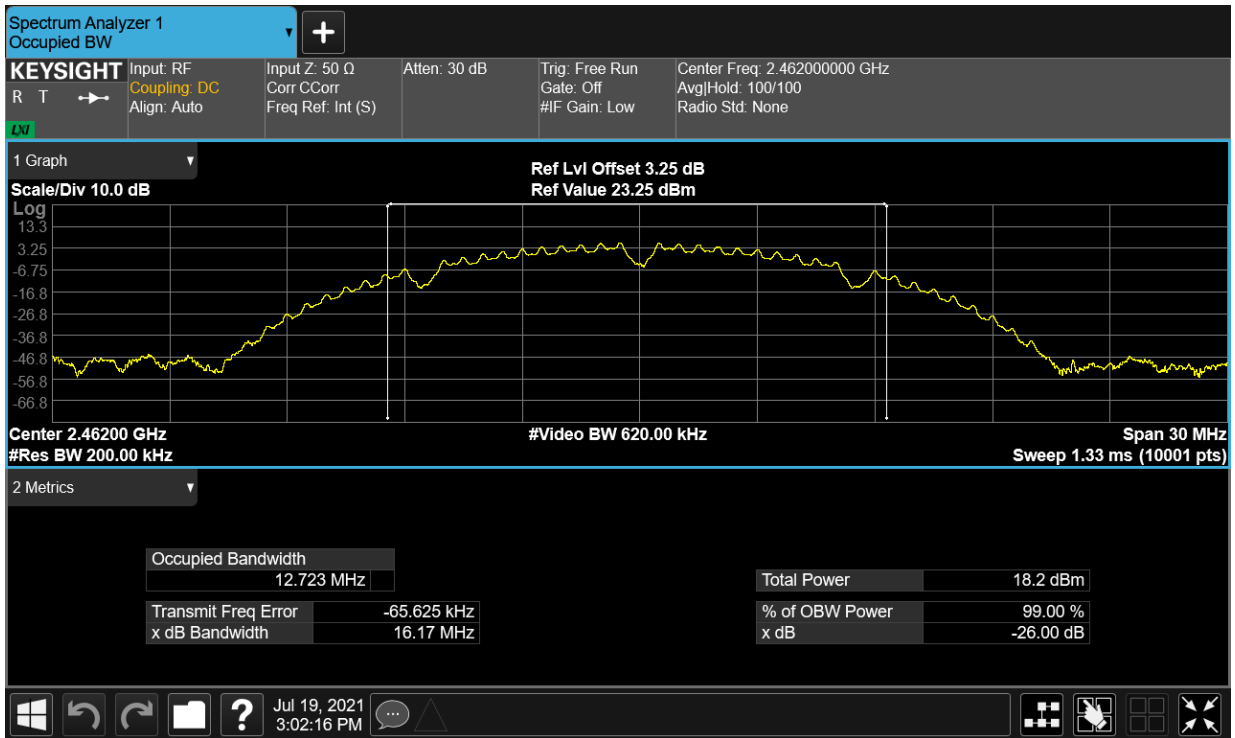 Spectrum Analyzer 1
Occupied BW
KEYSIGHT
R T
LXI
Input: RF
Coupling: DC
Align: Auto
Input Z: 50 Ω
Corr CCorr
Freq Ref: Int (S)
Atten: 30 dB
Trig: Free Run
Gate: Off
#IF Gain: Low
Center Freq: 2.462000000 GHz
Avg|Hold: 100/100
Radio Std: None
1 Graph
Scale/Div 10.0 dB
Ref Lvl Offset 3.25 dB
Ref Value 23.25 dBm
Log
13.3
3.25
-6.75
-16.8
-26.8
-36.8
-46.8
-56.8
-66.8
Center 2.46200 GHz
#Video BW 620.00 kHz
Span 30 MHz
#Res BW 200.00 kHz
Sweep 1.33 ms (10001 pts)
2 Metrics
Occupied Bandwidth
12.723 MHz
Total Power 18.2 dBm
Transmit Freq Error -65.625 kHz
% of OBW Power 99.00 %
x dB Bandwidth 16.17 MHz
x dB -26.00 dB
?
Jul 19, 2021
3:02:16 PM